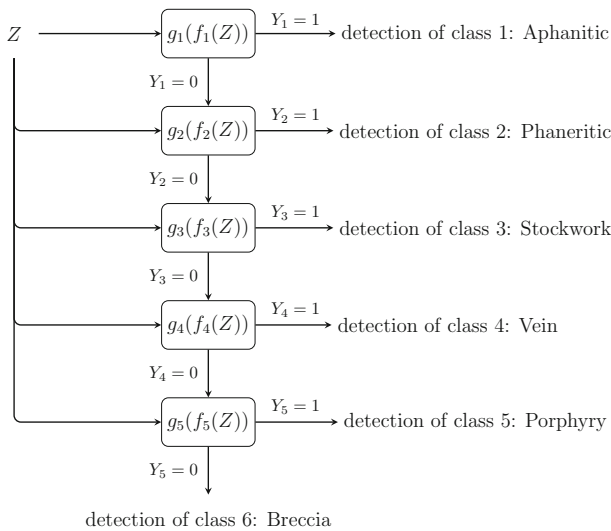 Y₁ = 1
Z g₁(f₁(Z)) detection of class 1: Aphanitic
Y₁ = 0
Y₂ = 1
g₂(f₂(Z)) detection of class 2: Phaneritic
Y₂ = 0
Y₃ = 1
g₃(f₃(Z)) detection of class 3: Stockwork
Y₃ = 0
Y₄ = 1
g₄(f₄(Z)) detection of class 4: Vein
Y₄ = 0
Y₅ = 1
g₅(f₅(Z)) detection of class 5: Porphyry
Y₅ = 0
detection of class 6: Breccia